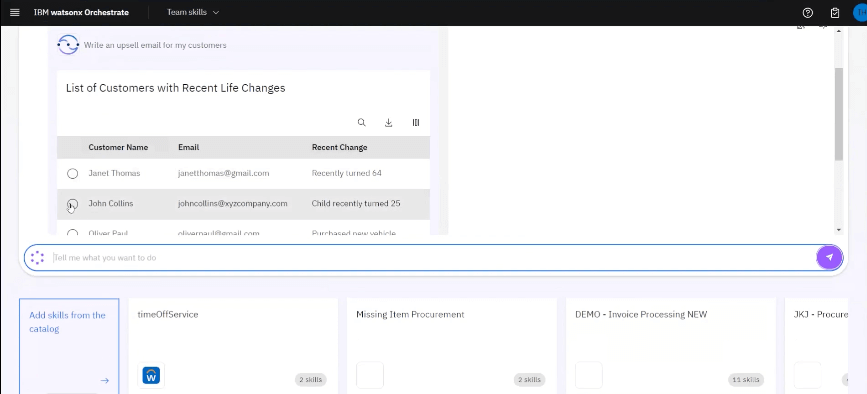 IBM watsonx Orchestrate
Team skills
Write an upsell email for my customers
List of Customers with Recent Life Changes
Customer Name Email Recent Change
Janet Thomas janetthomas@gmail.com Recently turned 64
John Collins johncollins@xyzcompany.com Child recently turned 25
Oliver Paul oliverpaul@gmail.com Purchased new vehicle
Tell me what you want to do
Add skills from the
catalog
timeOffService
2 skills
Missing Item Procurement
2 skills
DEMO - Invoice Processing NEW
11 skills
JKJ - Procure